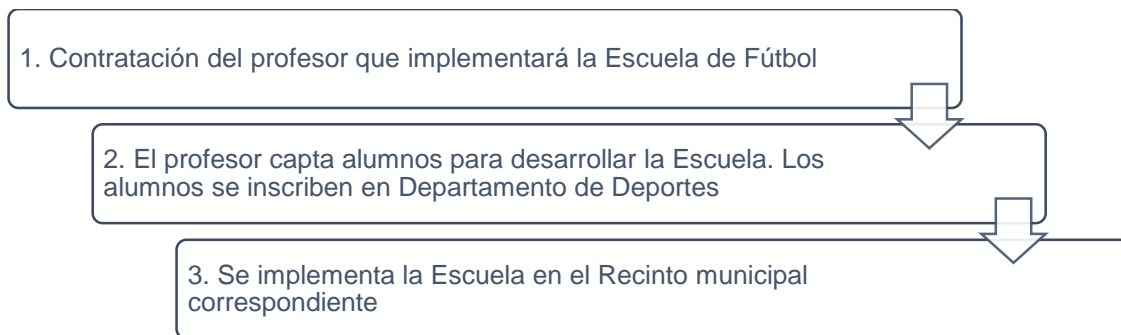 1. Contratación del profesor que implementará la Escuela de Fútbol
2. El profesor capta alumnos para desarrollar la Escuela. Los
alumnos se inscriben en Departamento de Deportes
3. Se implementa la Escuela en el Recinto municipal
correspondiente